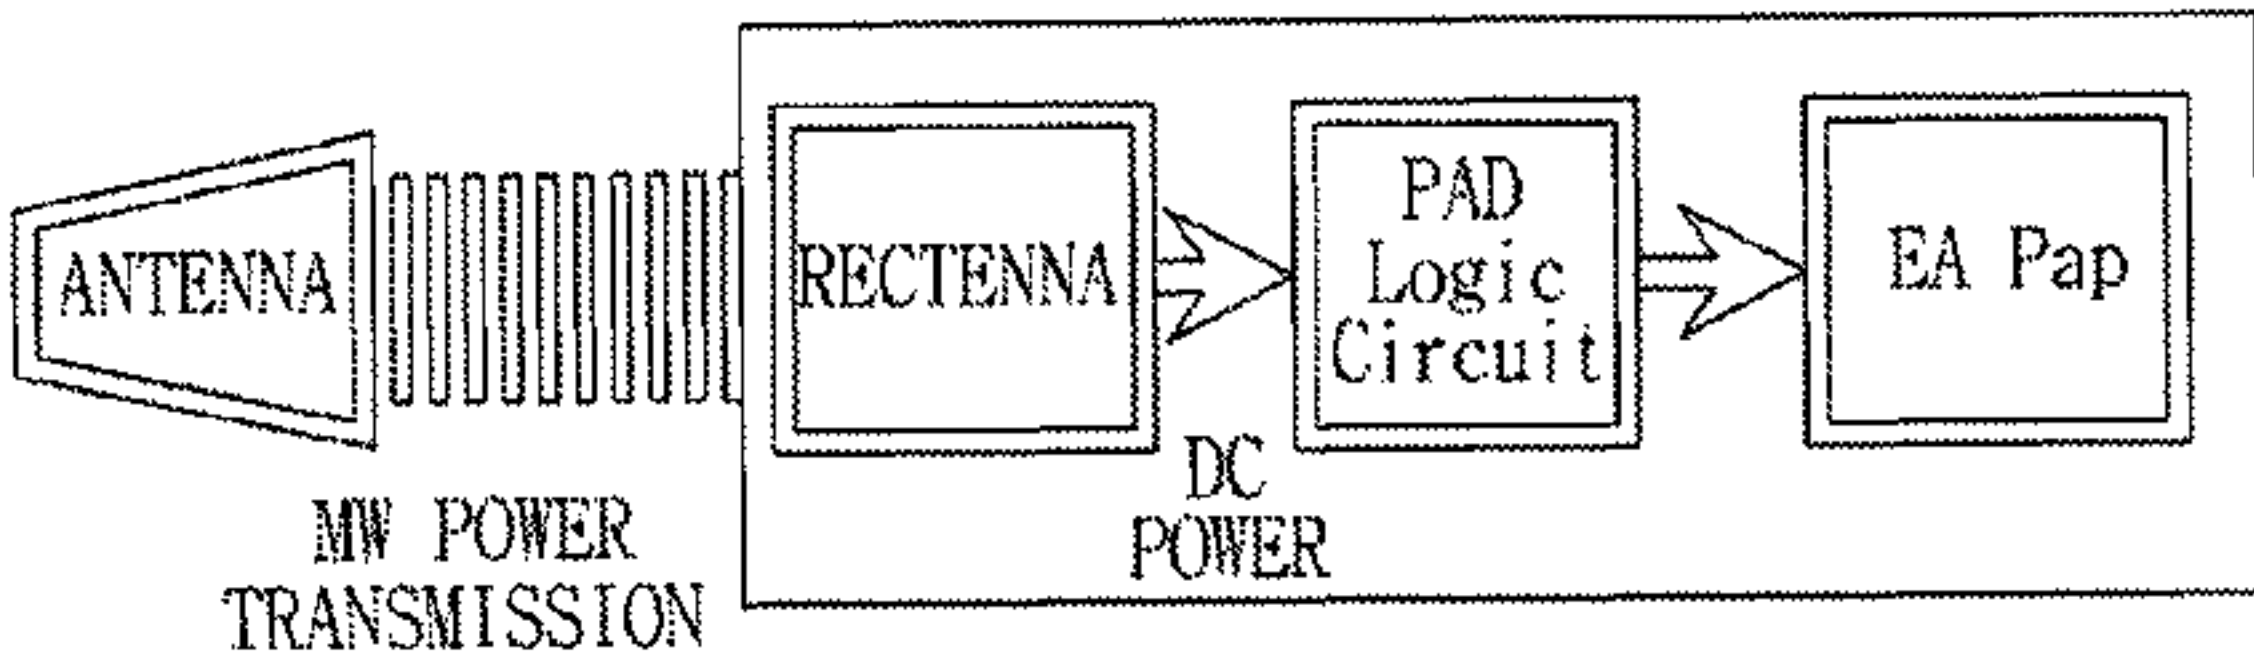 ANTENNA
MW POWER
TRANSMISSION
RECTENNA
DC
POWER
PAD
Logic
Circuit
EA Pap